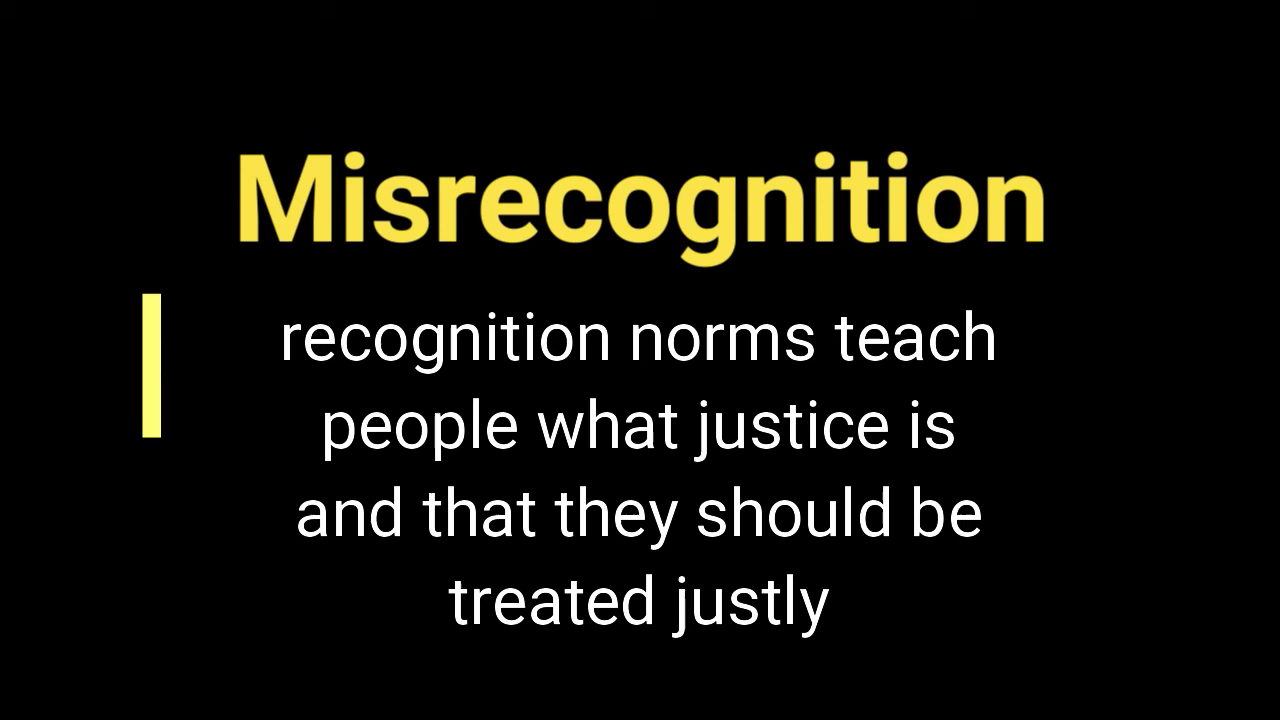 Misrecognition
recognition norms teach
people what justice is
and that they should be
treated justly